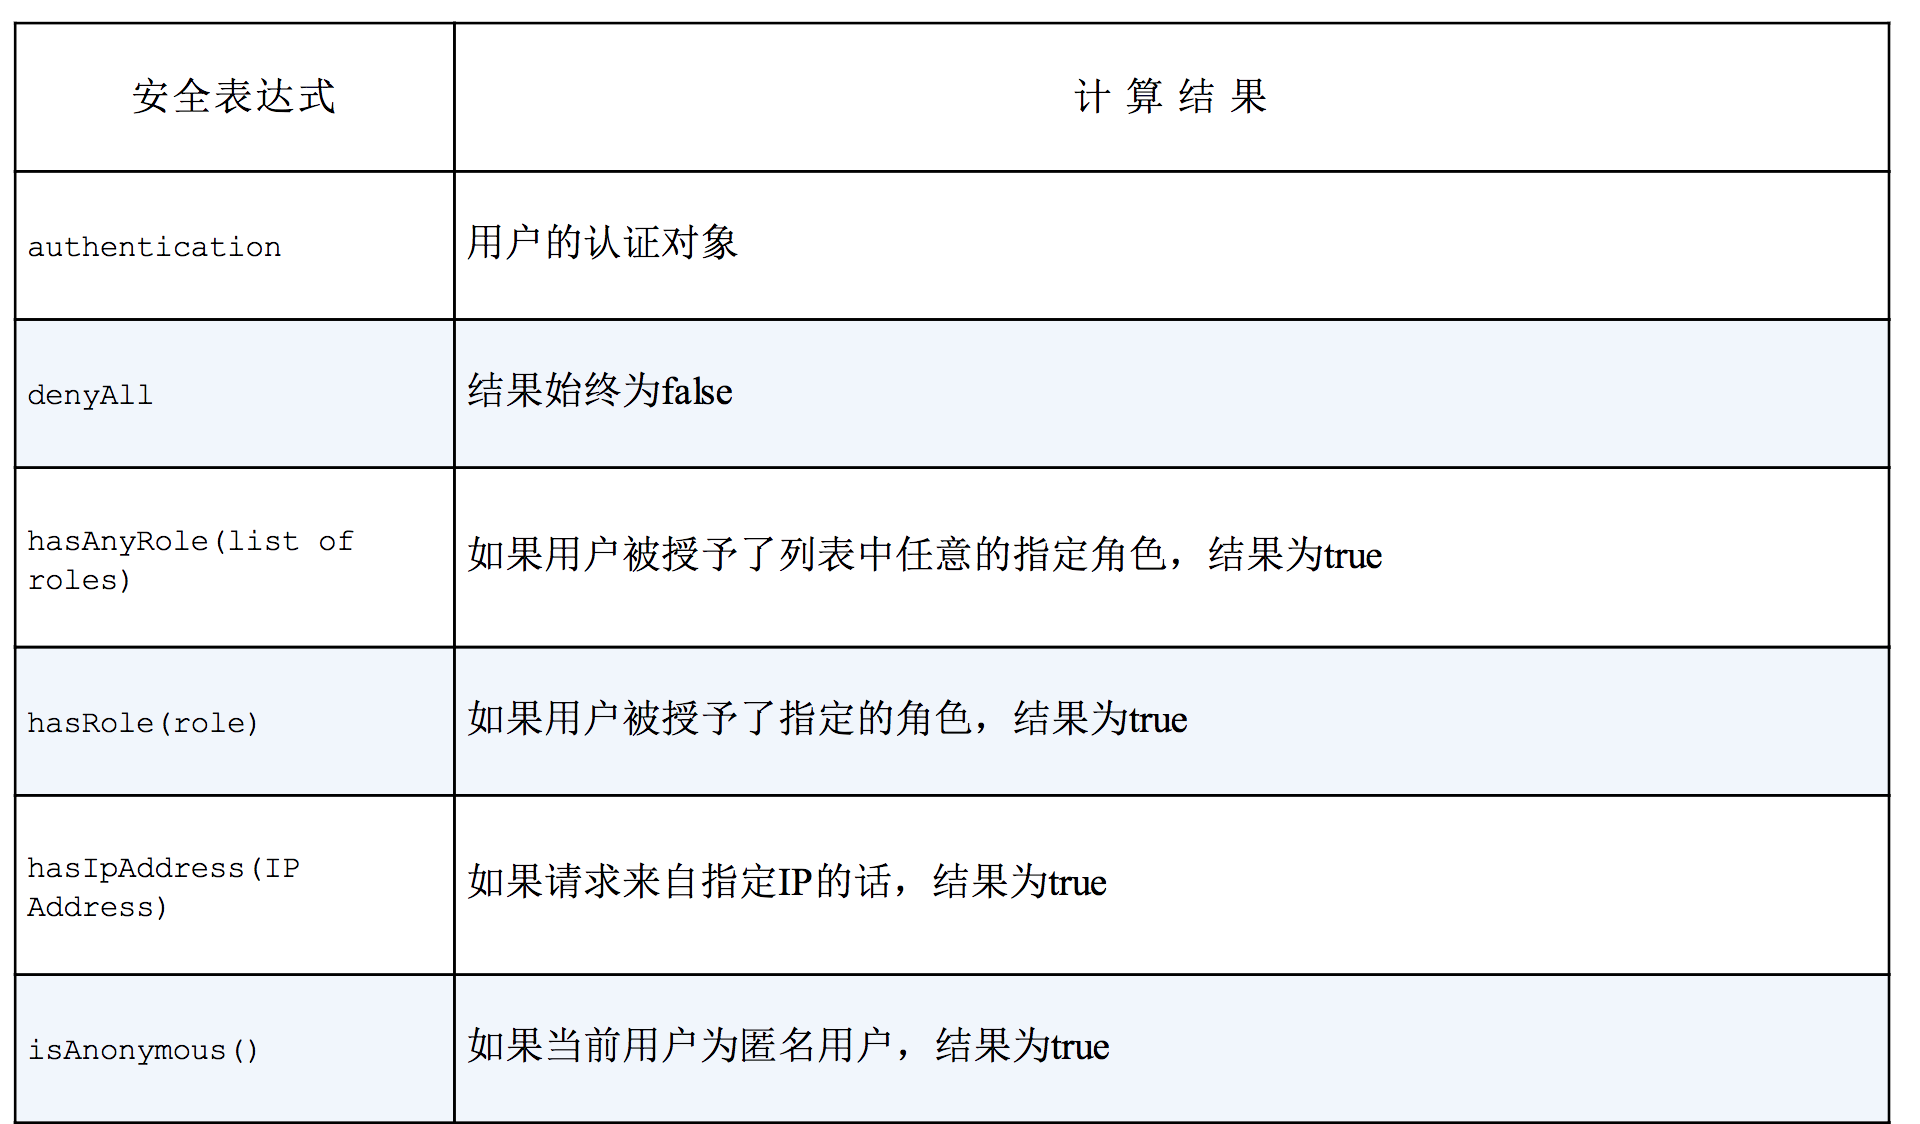 安全表达式
计 算 结 果
authentication
用户的认证对象
denyAll
结果始终为false
hasAnyRole(list of
roles)
如果用户被授予了列表中任意的指定角色，结果为true
hasRole(role)
如果用户被授予了指定的角色，结果为true
hasIpAddress(IP
Address)
如果请求来自指定IP的话，结果为true
isAnonymous()
如果当前用户为匿名用户，结果为true